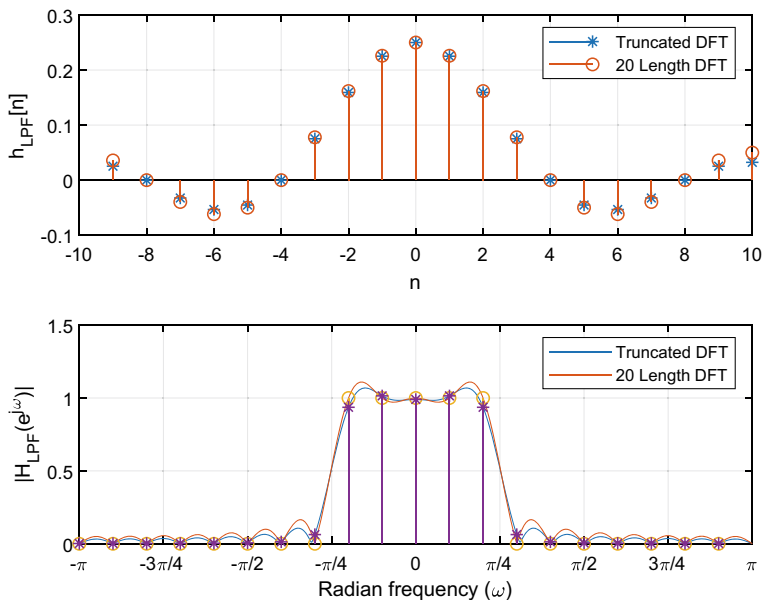 0.3
0.2
0.1
0
-0.1
h_LPF[n]
Truncated DFT
20 Length DFT
-10 -8 -6 -4 -2 0 2 4 6 8 10
n
1.5
1
0.5
0
|H_LPF(e^jω)|
Truncated DFT
20 Length DFT
-π -3π/4 -π/2 -π/4 0 π/4 π/2 3π/4 π
Radian frequency (ω)